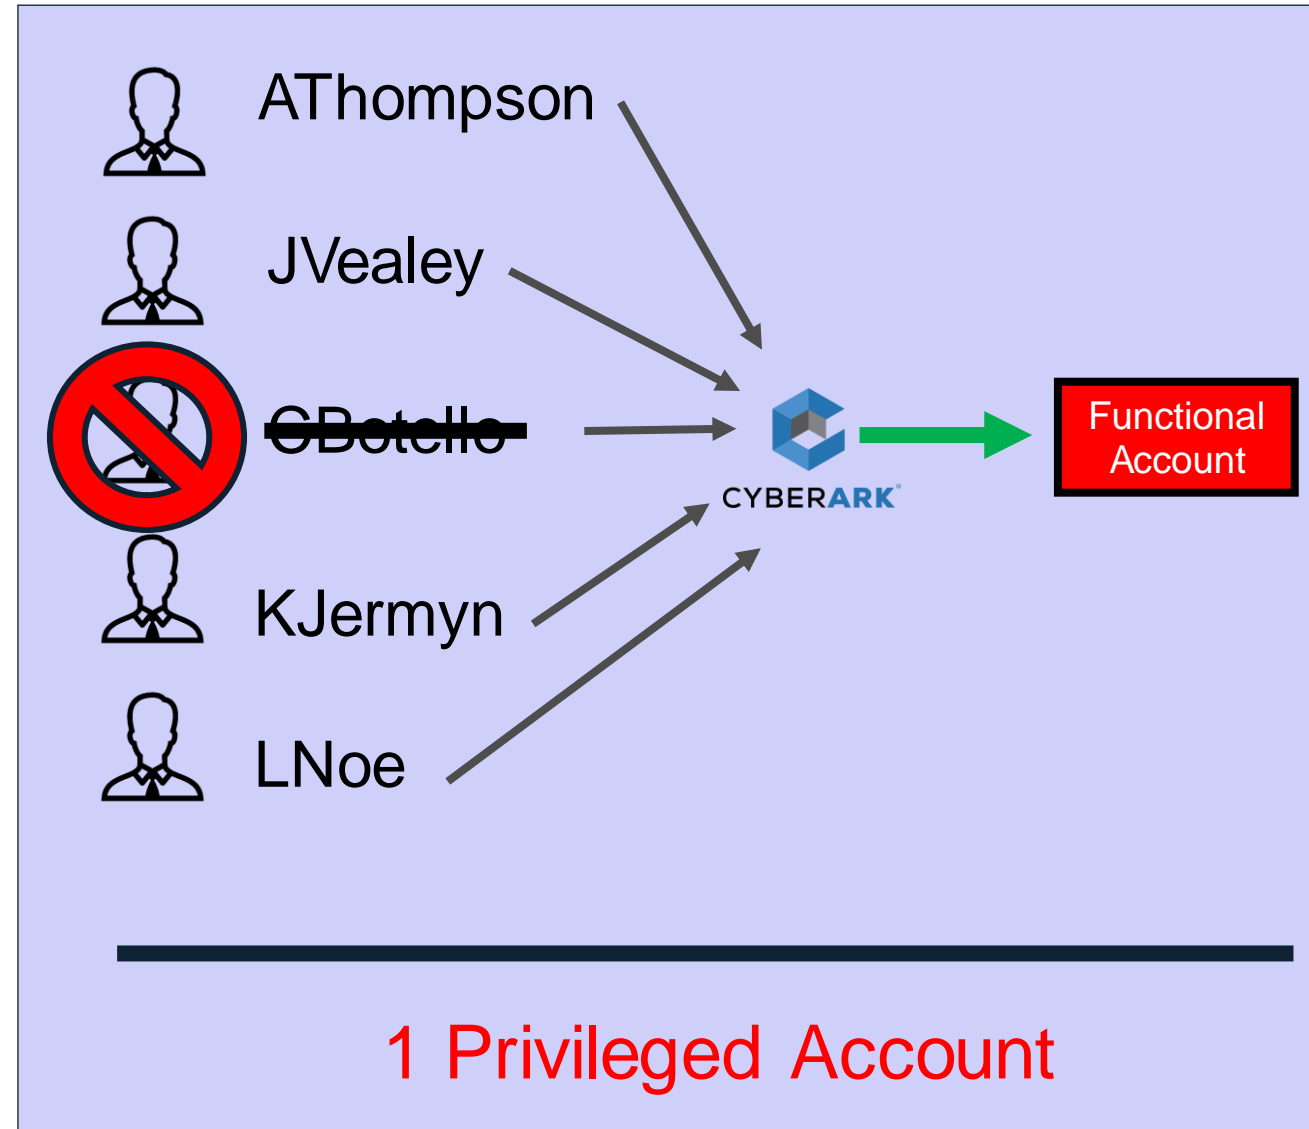 AThompson
JVealey
CBotello
CYBERARK®
Functional
Account
KJermyn
LNoe
1 Privileged Account